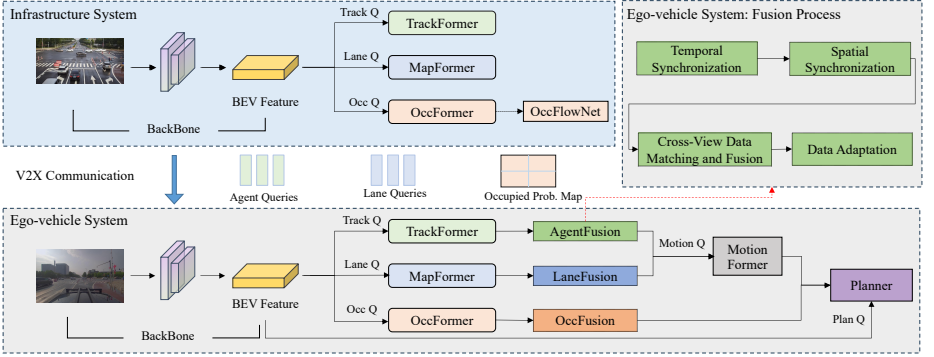 Infrastructure System
Track Q
TrackFormer
Lane Q
MapFormer
BEV Feature
Occ Q
OccFormer
OccFlowNet
BackBone
Ego-vehicle System: Fusion Process
Temporal
Synchronization
Spatial
Synchronization
Cross-View Data
Matching and Fusion
Data Adaptation
V2X Communication
Agent Queries
Lane Queries
Occupied Prob. Map
Ego-vehicle System
Track Q
TrackFormer
AgentFusion
Lane Q
MapFormer
LaneFusion
Motion Q
Motion
Former
BEV Feature
Occ Q
OccFormer
OccFusion
Planner
Plan Q
BackBone